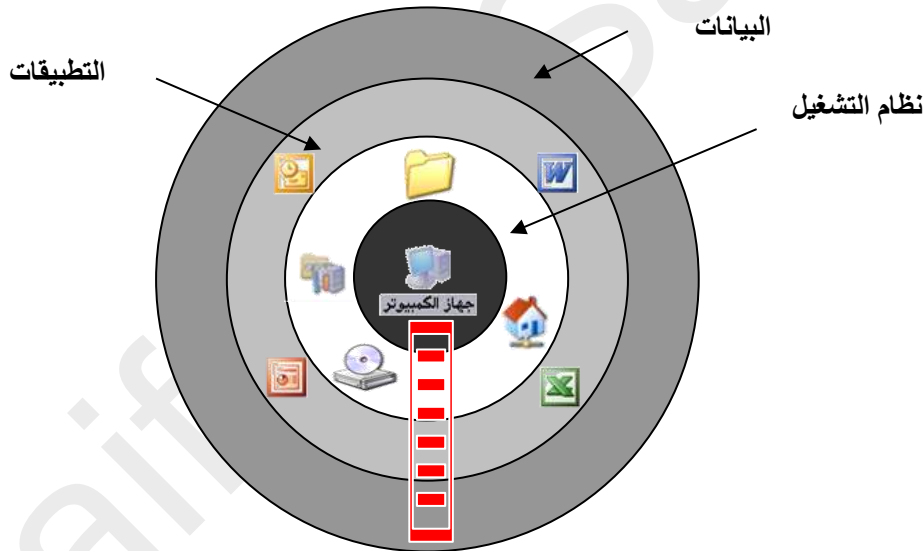 البيانات
التطبيقات
نظام التشغيل
جهاز الكمبيوتر